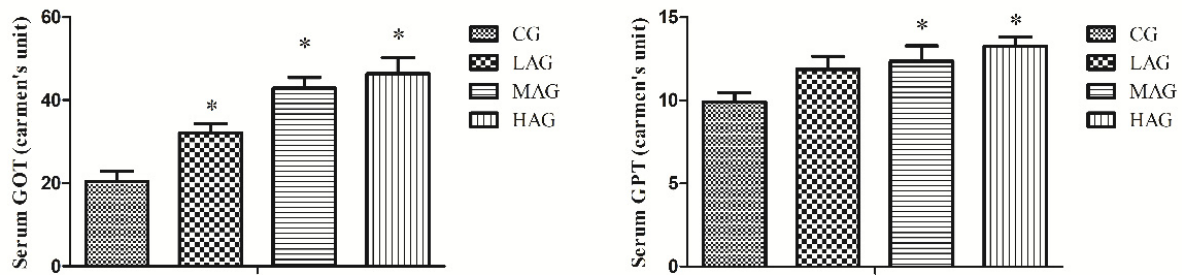 Serum GOT (carmen's unit)
60
40
20
0
*
*
*
CG
LAG
MAG
HAG
Serum GPT (carmen's unit)
15
10
5
0
*
*
CG
LAG
MAG
HAG